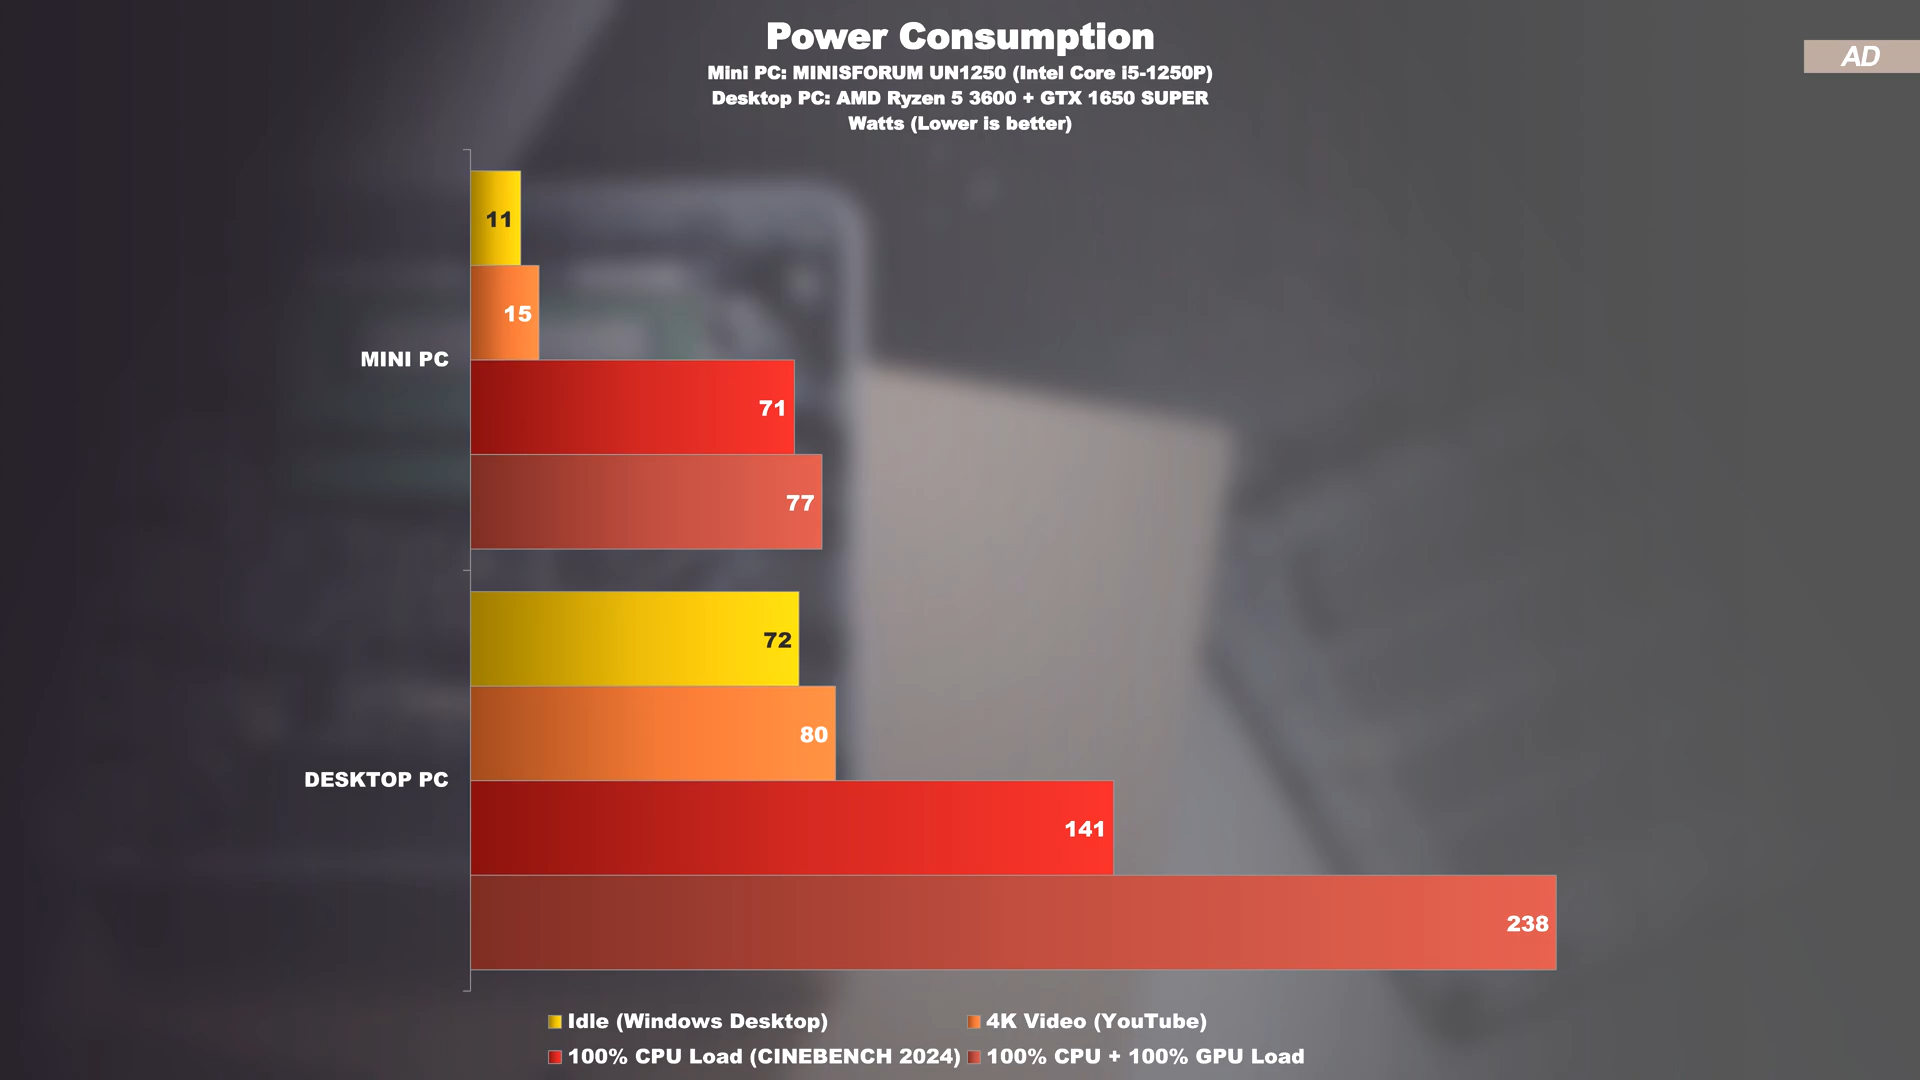 Power Consumption
Mini PC: MINISFORUM UN1250 (Intel Core i5-1250P)
Desktop PC: AMD Ryzen 5 3600 + GTX 1650 SUPER
Watts (Lower is better)
AD
11
15
MINI PC
71
77
72
80
DESKTOP PC
141
238
Idle (Windows Desktop)
4K Video (YouTube)
100% CPU Load (CINEBENCH 2024)
100% CPU + 100% GPU Load